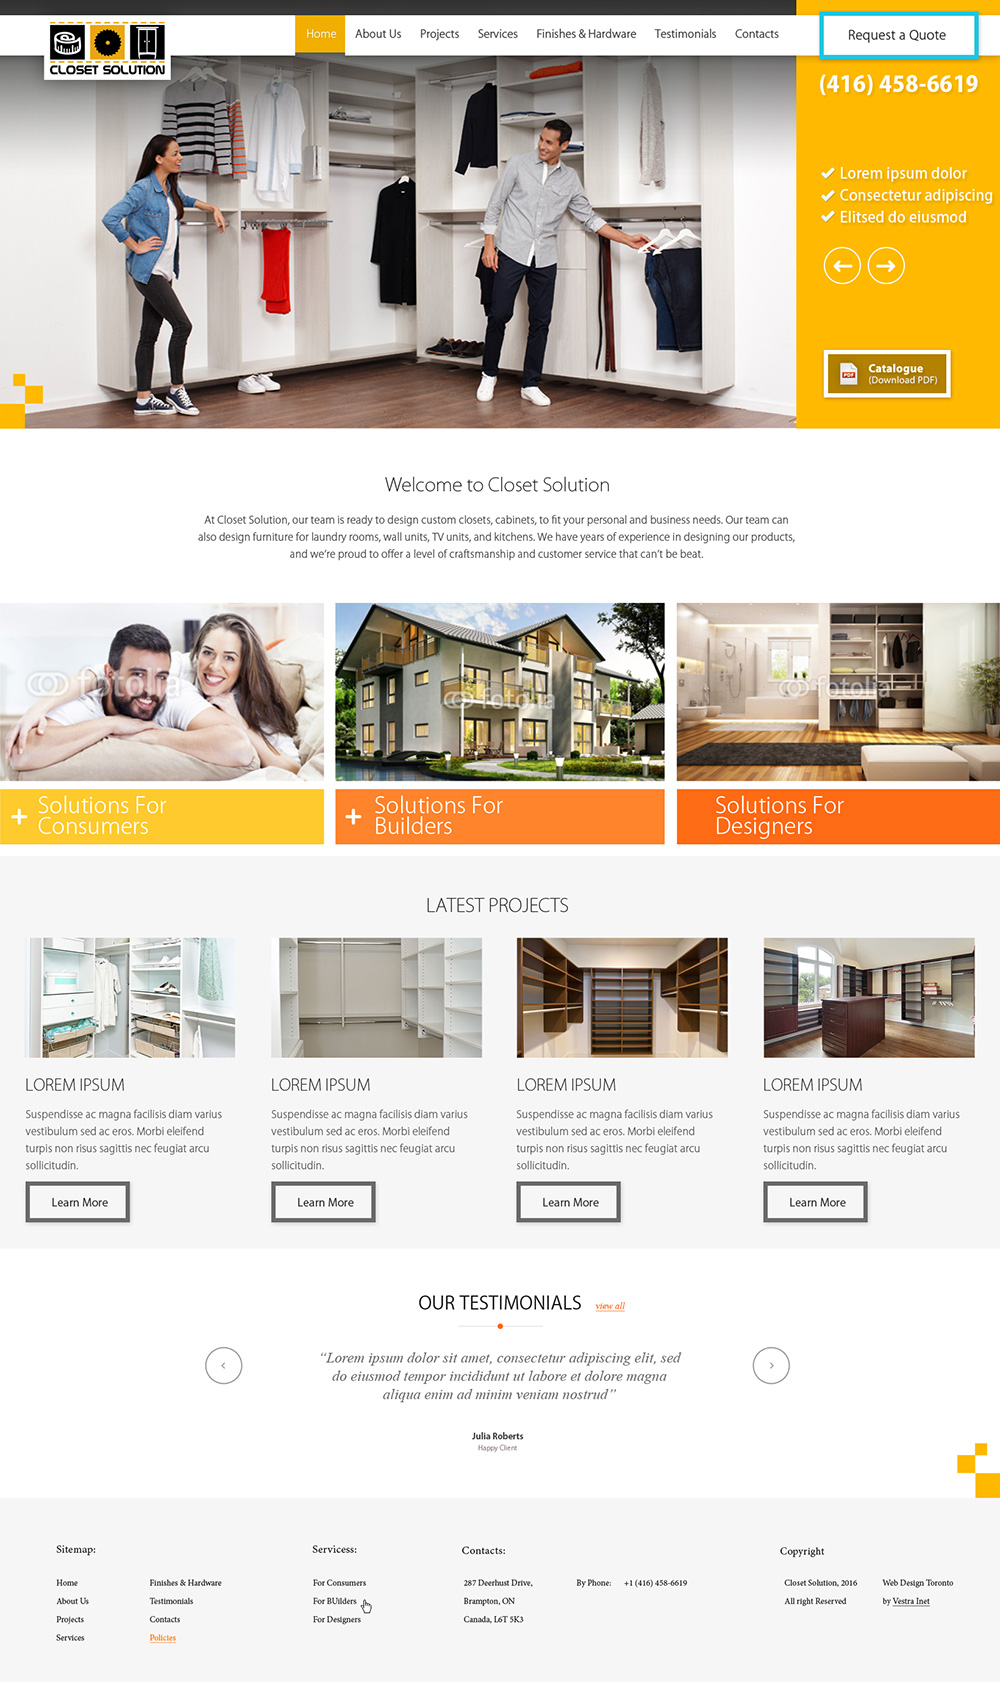 CLOSET SOLUTION
Home About Us Projects Services Finishes & Hardware Testimonials Contacts
Request a Quote
(416) 458-6619
Lorem ipsum dolor
Consectetur adipiscing
Elitsed do eiusmod
PDF
Catalogue
(Download PDF)
Welcome to Closet Solution
At Closet Solution, our team is ready to design custom closets, cabinets, to fit your personal and business needs. Our team can
also design furniture for laundry rooms, wall units, TV units, and kitchens. We have years of experience in designing our products,
and we're proud to offer a level of craftsmanship and customer service that can't be beat.
fotolia
fotolia
fotolia
+ Solutions For
Consumers
+ Solutions For
Builders
Solutions For
Designers
LATEST PROJECTS
LOREM IPSUM
Suspendisse ac magna facilisis diam varius
vestibulum sed ac eros. Morbi eleifend
turpis non risus sagittis nec feugiat arcu
sollicitudin.
Learn More
LOREM IPSUM
Suspendisse ac magna facilisis diam varius
vestibulum sed ac eros. Morbi eleifend
turpis non risus sagittis nec feugiat arcu
sollicitudin.
Learn More
LOREM IPSUM
Suspendisse ac magna facilisis diam varius
vestibulum sed ac eros. Morbi eleifend
turpis non risus sagittis nec feugiat arcu
sollicitudin.
Learn More
LOREM IPSUM
Suspendisse ac magna facilisis diam varius
vestibulum sed ac eros. Morbi eleifend
turpis non risus sagittis nec feugiat arcu
sollicitudin.
Learn More
OUR TESTIMONIALS view all
“Lorem ipsum dolor sit amet, consectetur adipiscing elit, sed
do eiusmod tempor incididunt ut labore et dolore magna
aliqua enim ad minim veniam nostrud”
Julia Roberts
Happy Client
Sitemap:
Home
About Us
Projects
Services
Finishes & Hardware
Testimonials
Contacts
Policies
Servicess:
For Consumers
For BUilders
For Designers
Contacts:
287 Deerhust Drive,
Brampton, ON
Canada, L6T 5K3
By Phone: +1 (416) 458-6619
Copyright
Closet Solution, 2016
All right Reserved
Web Design Toronto
by Vestra Inet